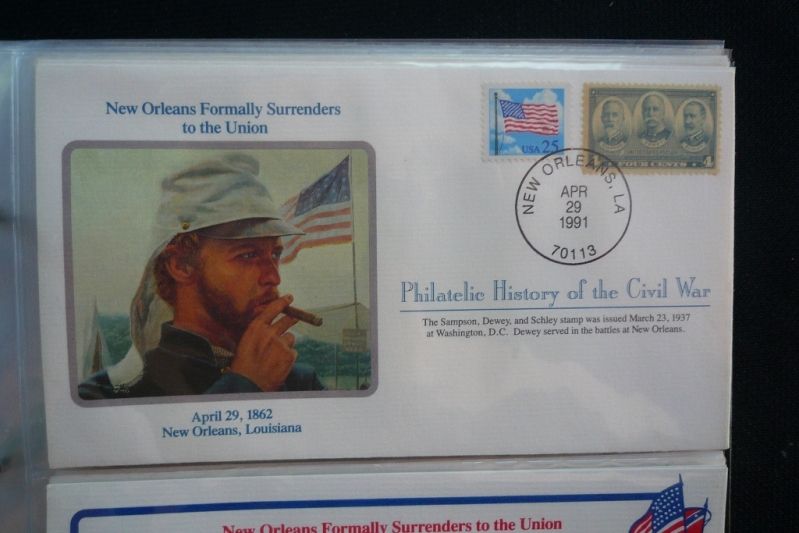 New Orleans Formally Surrenders
to the Union
USA 25
FOUR CENTS 4
NEW ORLEANS, LA
APR
29
1991
70113
Philatelic History of the Civil War
The Sampson, Dewey, and Schley stamp was issued March 23, 1937
at Washington, D.C. Dewey served in the battles at New Orleans.
April 29, 1862
New Orleans, Louisiana
New Orleans Formally Surrenders to the Union